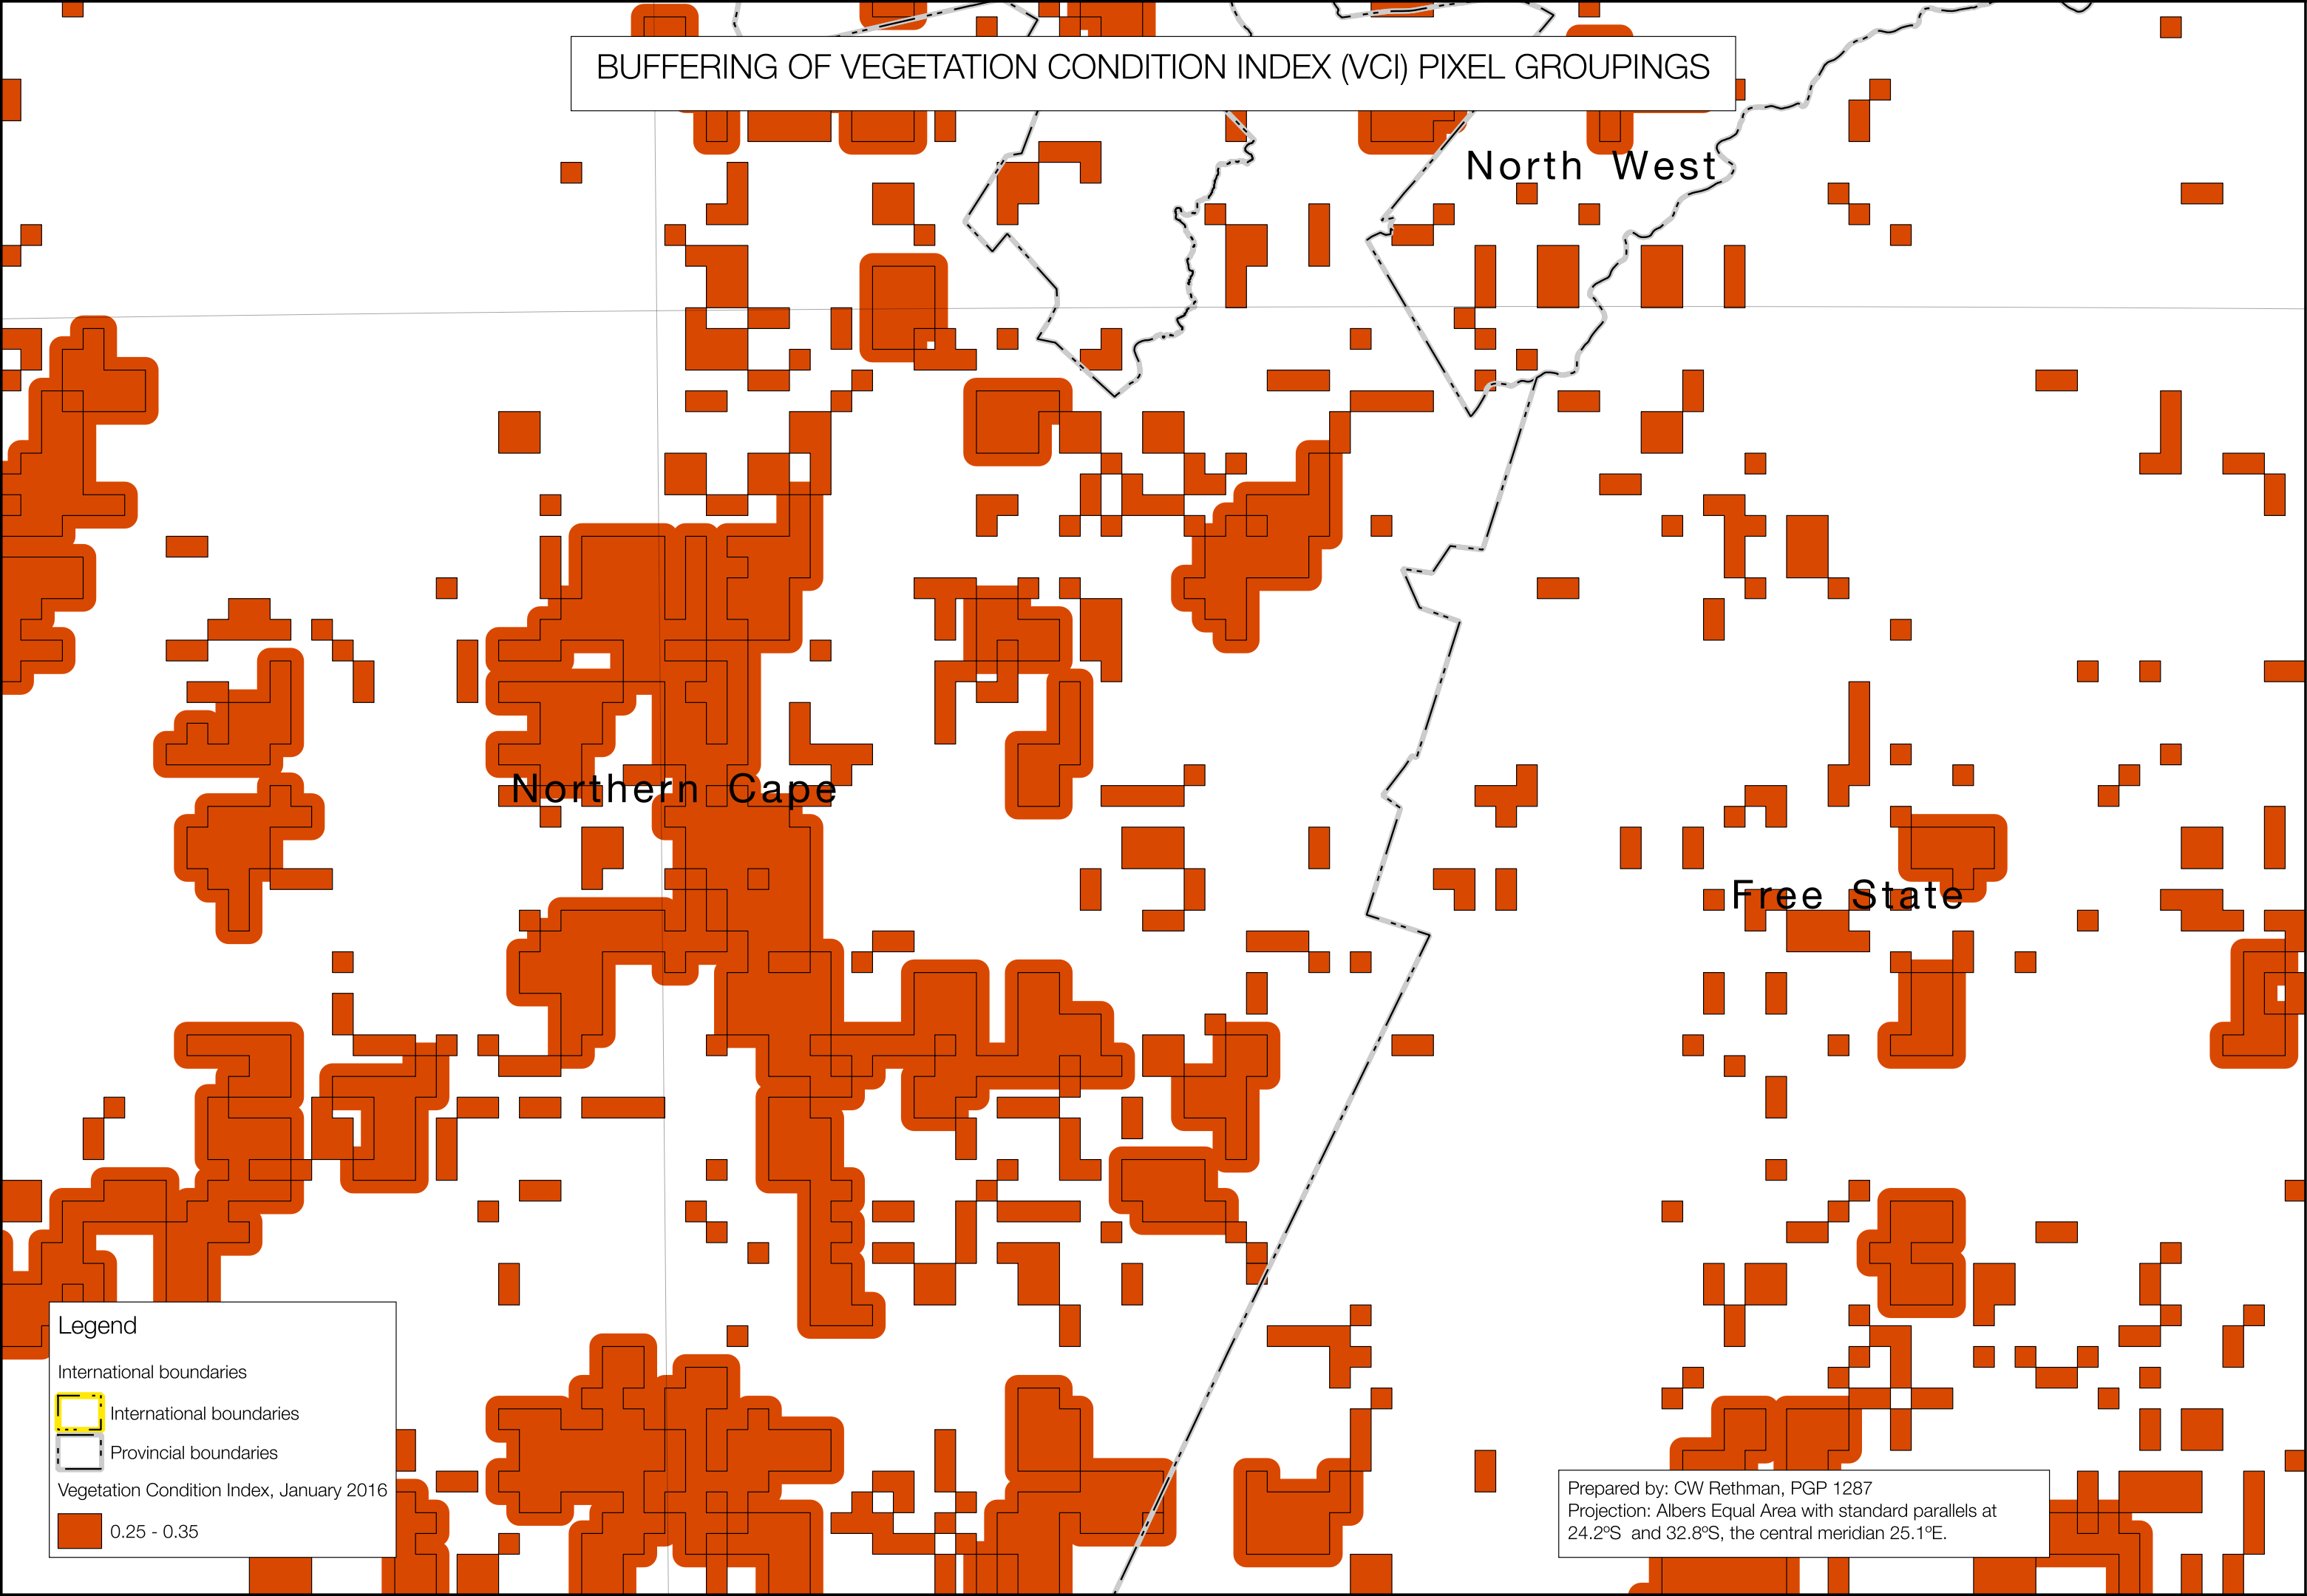 BUFFERING OF VEGETATION CONDITION INDEX (VCI) PIXEL GROUPINGS
North West
Northern Cape
Free State
Legend
International boundaries
International boundaries
Provincial boundaries
Vegetation Condition Index, January 2016
0.25 - 0.35
Prepared by: CW Rethman, PGP 1287
Projection: Albers Equal Area with standard parallels at
24.2ºS and 32.8ºS, the central meridian 25.1ºE.